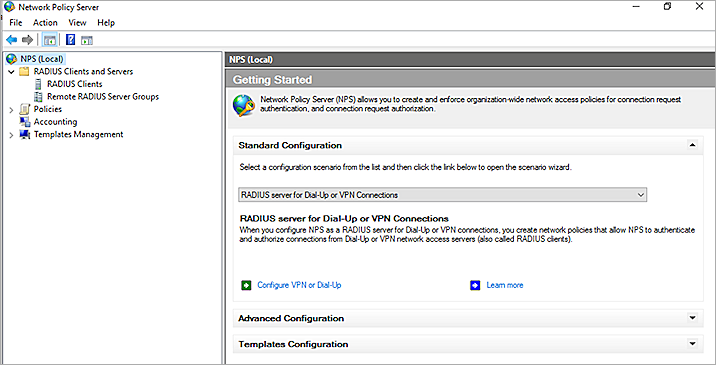 Network Policy Server
File Action View Help
NPS (Local)
RADIUS Clients and Servers
RADIUS Clients
Remote RADIUS Server Groups
Policies
Accounting
Templates Management
NPS (Local)
Getting Started
Network Policy Server (NPS) allows you to create and enforce organization-wide network access policies for connection request
authentication, and connection request authorization.
Standard Configuration
Select a configuration scenario from the list and then click the link below to open the scenario wizard.
RADIUS server for Dial-Up or VPN Connections
RADIUS server for Dial-Up or VPN Connections
When you configure NPS as a RADIUS server for Dial-Up or VPN connections, you create network policies that allow NPS to authenticate
and authorize connections from Dial-Up or VPN network access servers (also called RADIUS clients).
Configure VPN or Dial-Up
Learn more
Advanced Configuration
Templates Configuration